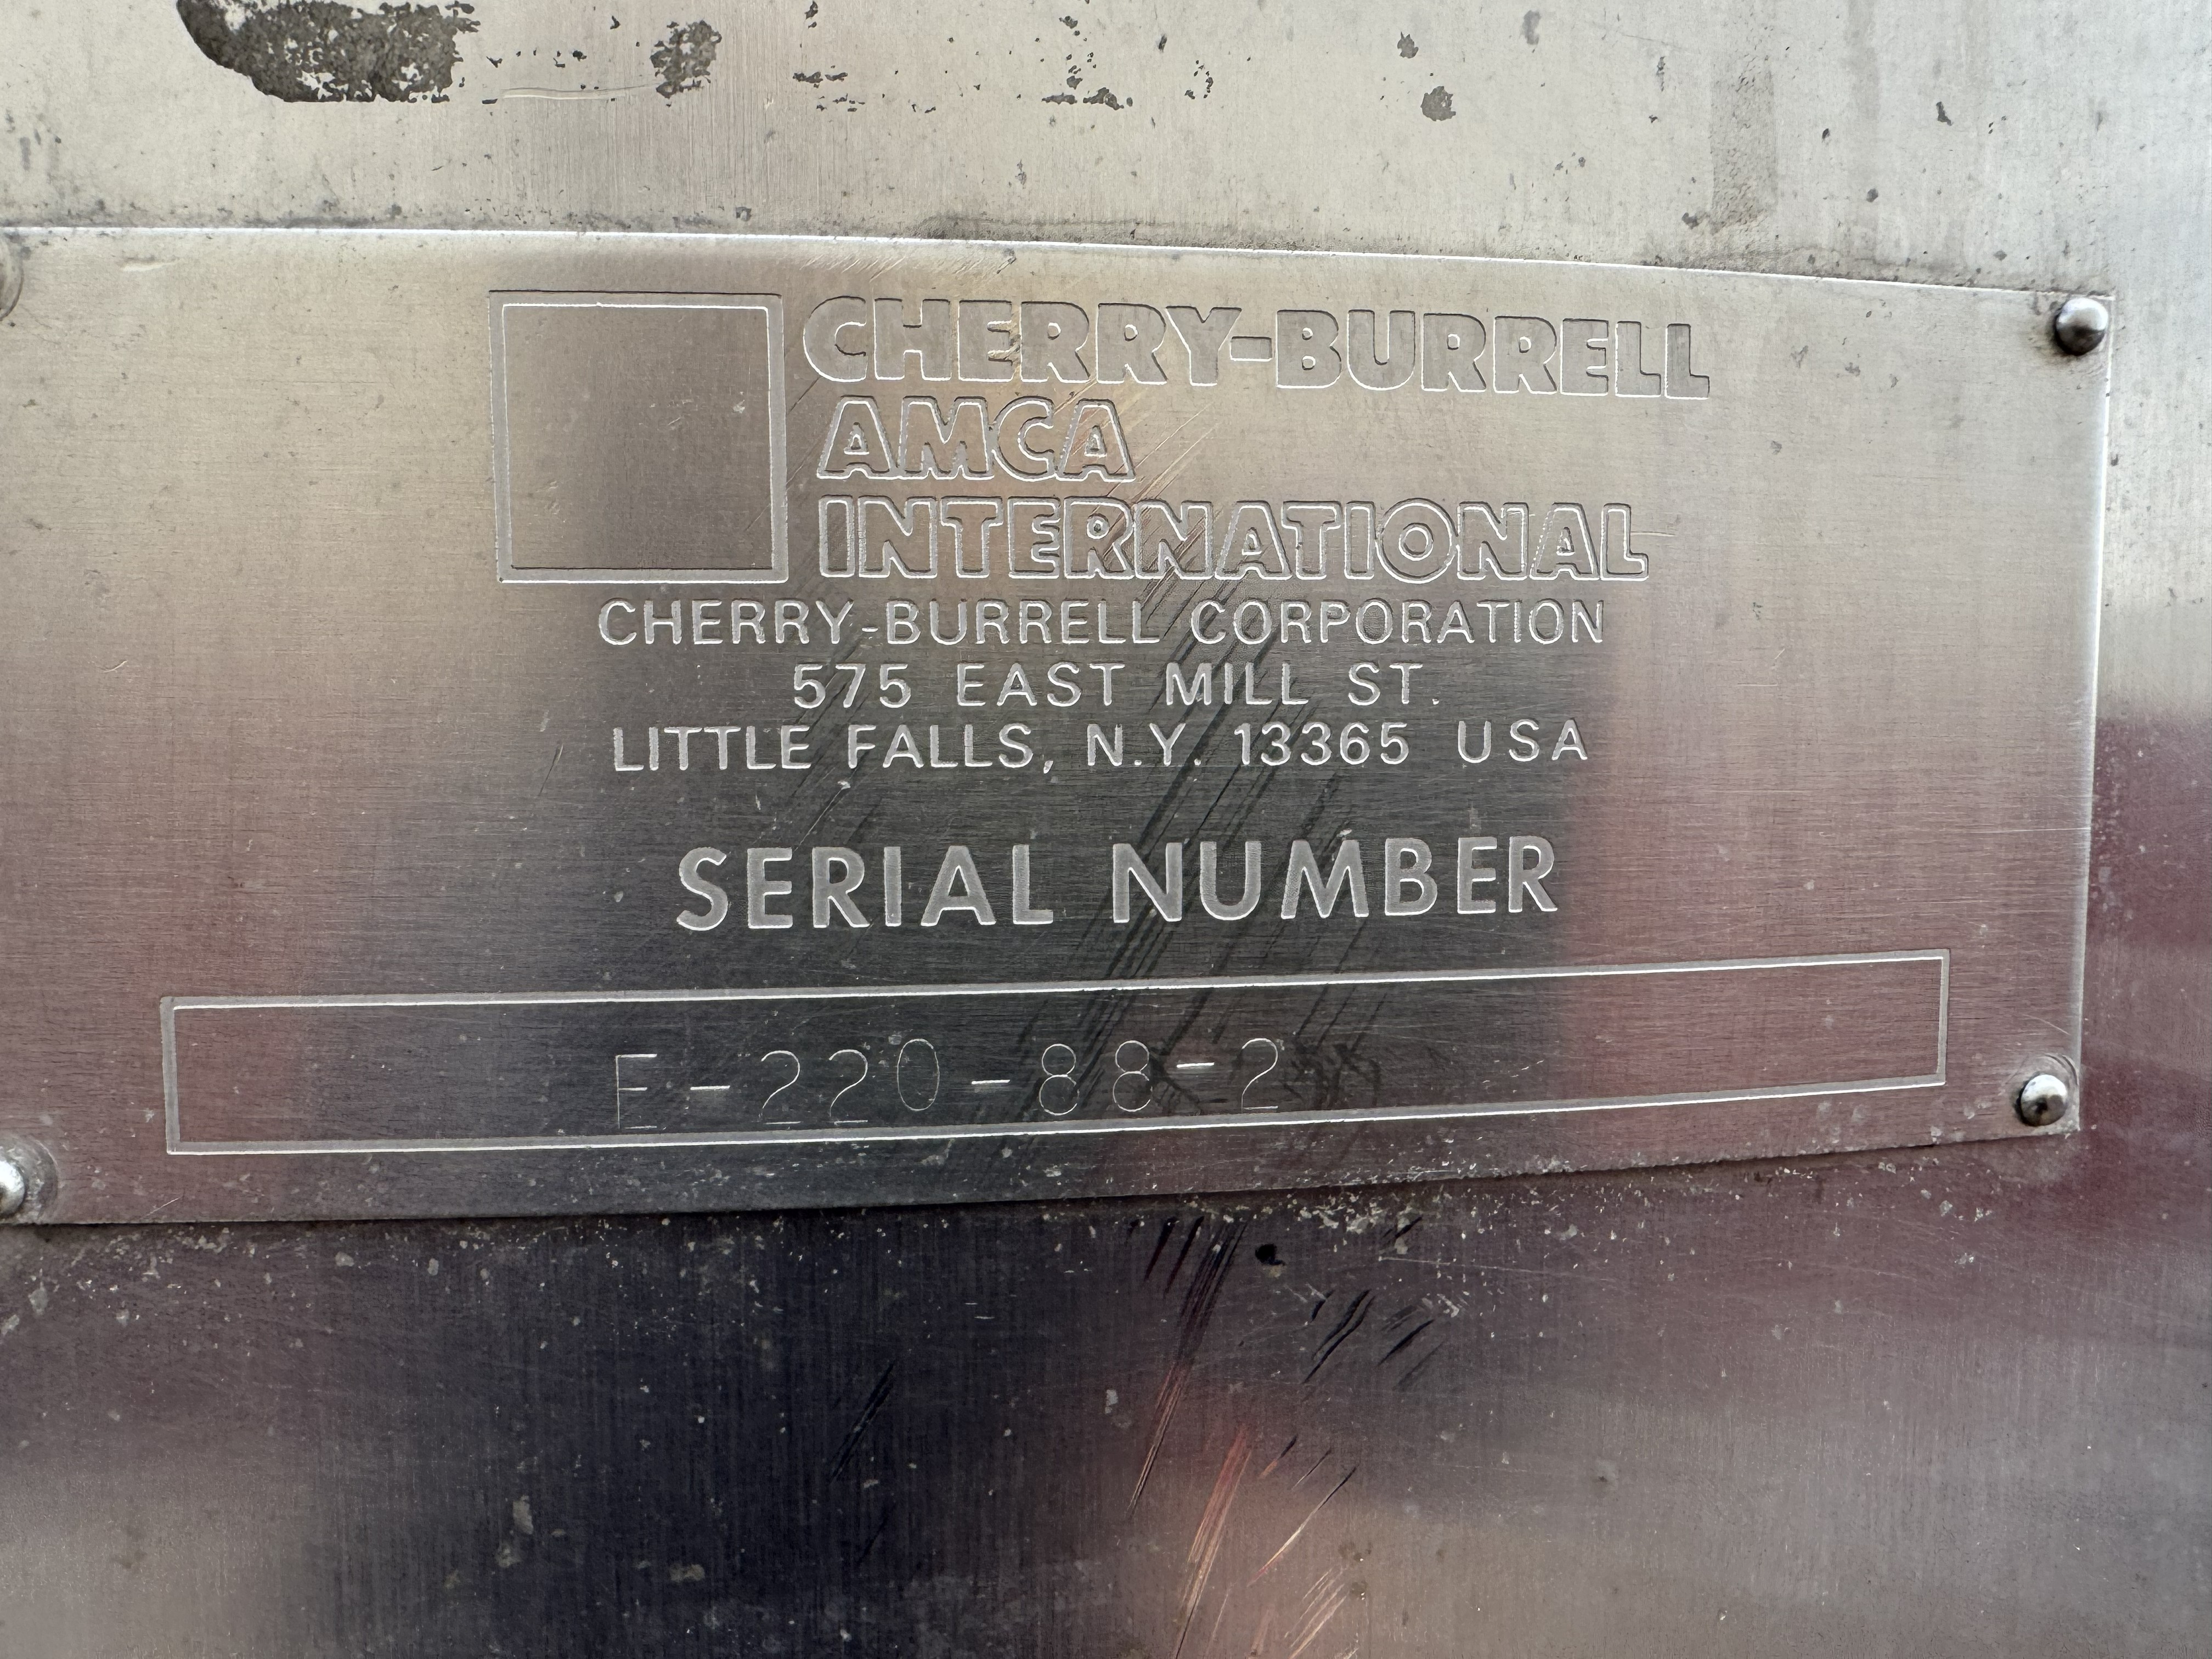 CHERRY-BURRELL
AMCA
INTERNATIONAL
CHERRY-BURRELL CORPORATION
575 EAST MILL ST.
LITTLE FALLS, N.Y. 13365 USA
SERIAL NUMBER
E-220-88-2